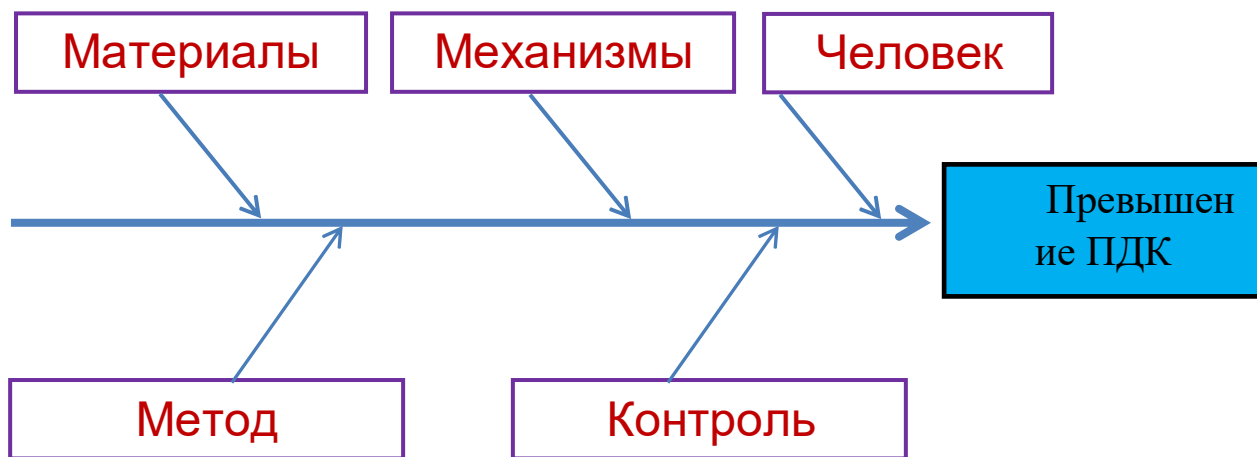 Материалы
Механизмы
Человек
Превышен
ие ПДК
Метод
Контроль